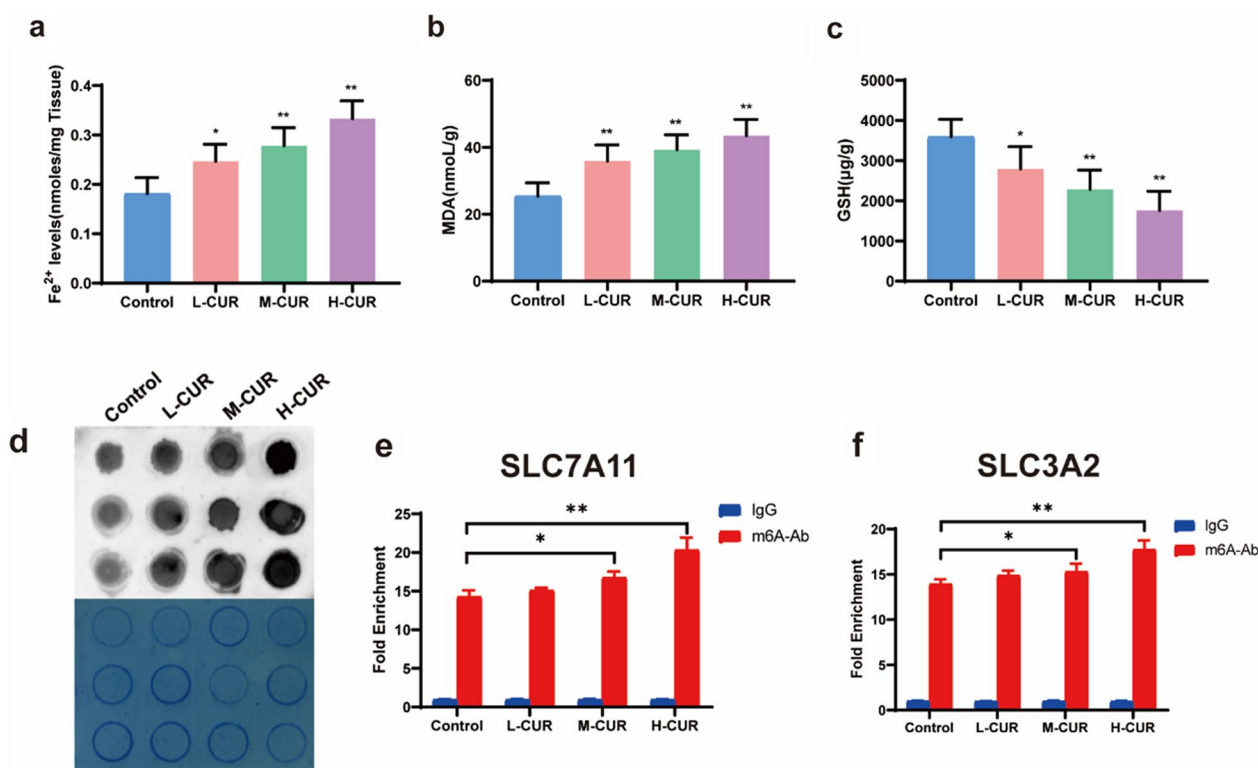 a
Fe²⁺ levels(nmoles/mg Tissue)
0.4
0.3
0.2
0.1
0.0
*
**
**
Control L-CUR M-CUR H-CUR
b
MDA(nmoL/g)
60
40
20
0
**
**
**
Control L-CUR M-CUR H-CUR
c
GSH(μg/g)
5000
4000
3000
2000
1000
0
*
**
**
Control L-CUR M-CUR H-CUR
d
Control L-CUR M-CUR H-CUR
e
SLC7A11
Fold Enrichment
25
20
15
10
5
0
**
*
IgG
m6A-Ab
Control L-CUR M-CUR H-CUR
f
SLC3A2
Fold Enrichment
20
15
10
5
0
**
*
IgG
m6A-Ab
Control L-CUR M-CUR H-CUR